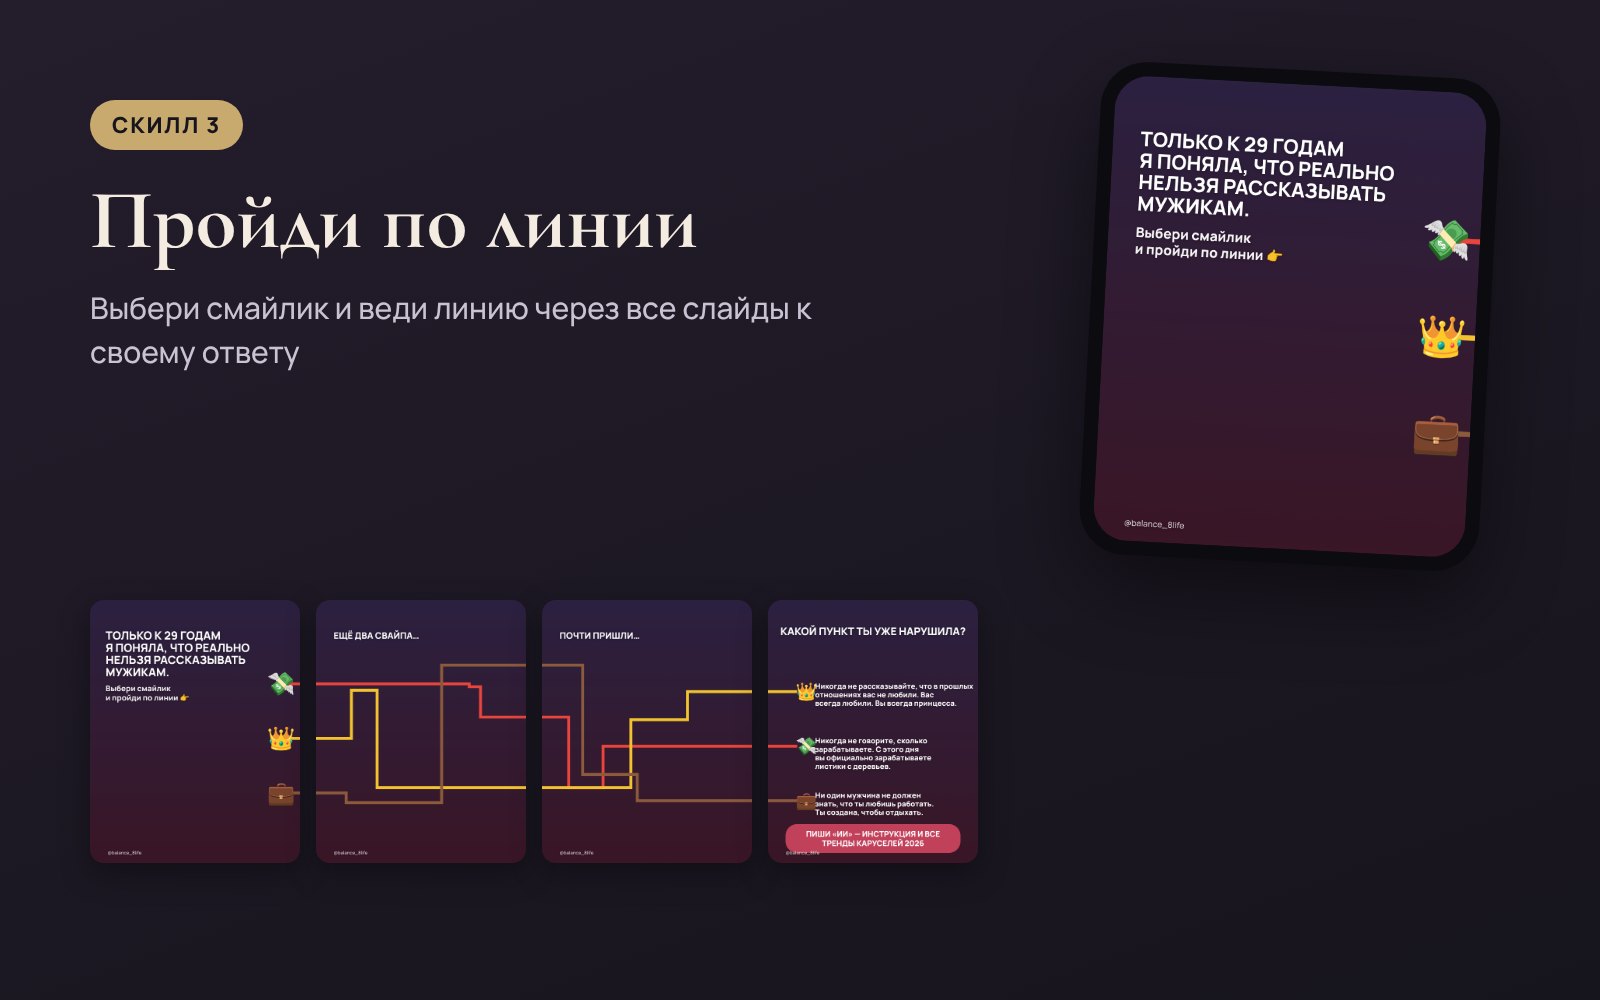 СКИЛЛ 3
Пройди по линии
Выбери смайлик и веди линию через все слайды к
своему ответу
ТОЛЬКО К 29 ГОДАМ
Я ПОНЯЛА, ЧТО РЕАЛЬНО
НЕЛЬЗЯ РАССКАЗЫВАТЬ
МУЖИКАМ.
Выбери смайлик
и пройди по линии 👉
@balance_8life
ТОЛЬКО К 29 ГОДАМ
Я ПОНЯЛА, ЧТО РЕАЛЬНО
НЕЛЬЗЯ РАССКАЗЫВАТЬ
МУЖИКАМ.
Выбери смайлик
и пройди по линии 👉
@balance_8life
ЕЩЁ ДВА СВАЙПА...
@balance_8life
ПОЧТИ ПРИШЛИ...
@balance_8life
КАКОЙ ПУНКТ ТЫ УЖЕ НАРУШИЛА?
Никогда не рассказывайте, что в прошлых
отношениях вас не любили. Вас
всегда любили. Вы всегда принцесса.
Никогда не говорите, сколько
зарабатываете. С этого дня
вы официально зарабатываете
листики с деревьев.
Ни один мужчина не должен
знать, что ты любишь работать.
Ты создана, чтобы отдыхать.
ПИШИ «ИИ» — ИНСТРУКЦИЯ И ВСЕ
ТРЕНДЫ КАРУСЕЛЕЙ 2026
@balance_8life